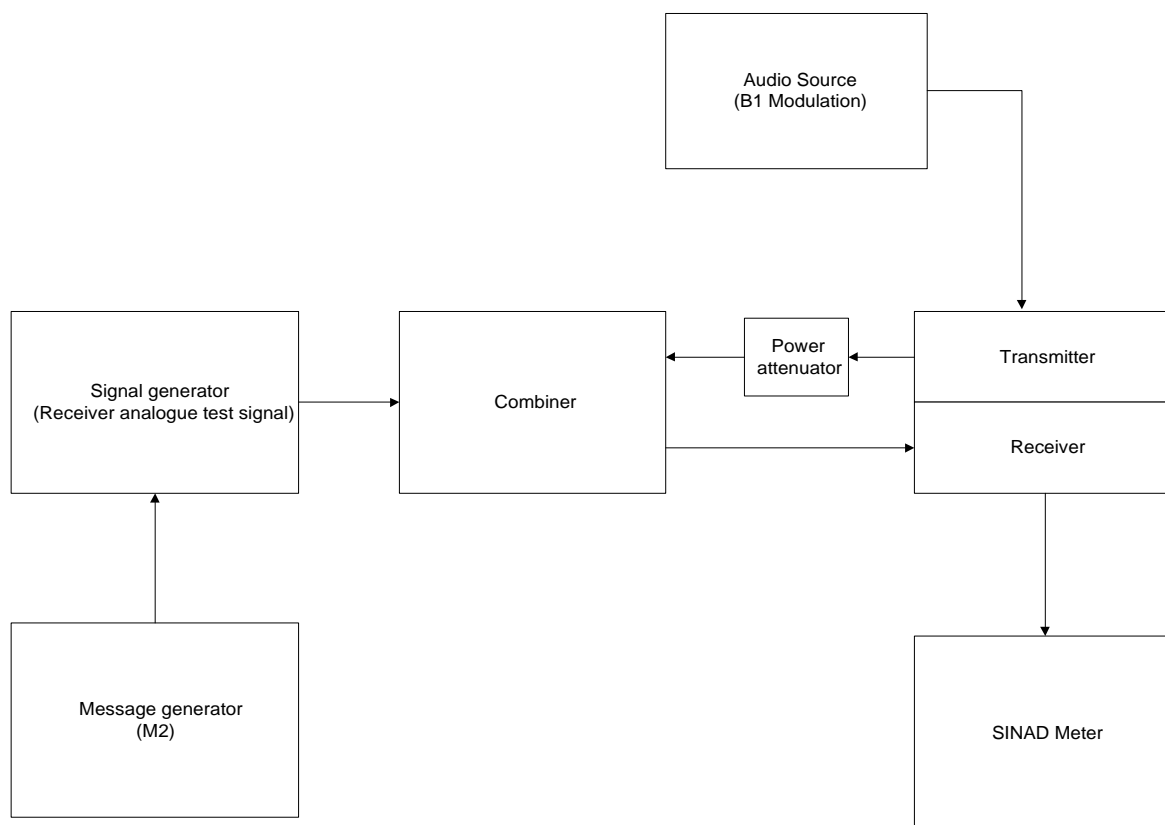 Audio Source
(B1 Modulation)
Power
attenuator
Transmitter
Signal generator
(Receiver analogue test signal)
Combiner
Receiver
Message generator
(M2)
SINAD Meter